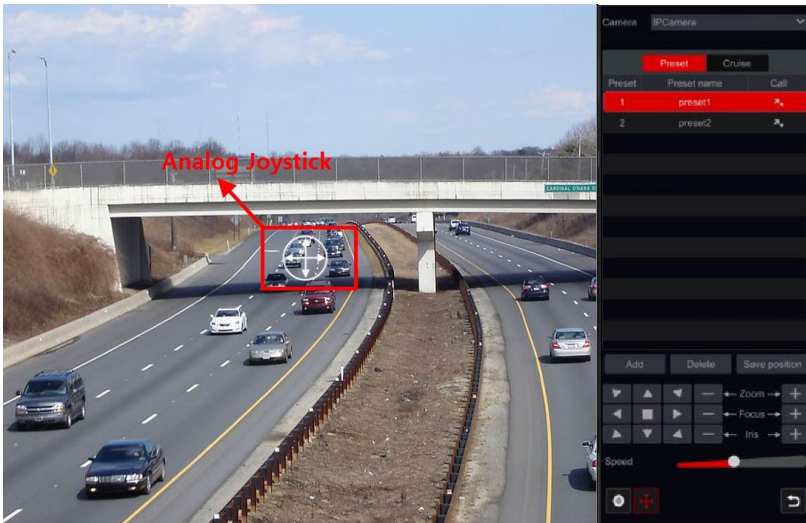 Camera IPCamera
Preset Cruise
Preset Preset name Call
1 preset1
2 preset2
Analog Joystick
CARDINAL O'HARA D
Add Delete Save position
Zoom
Focus
Iris
Speed